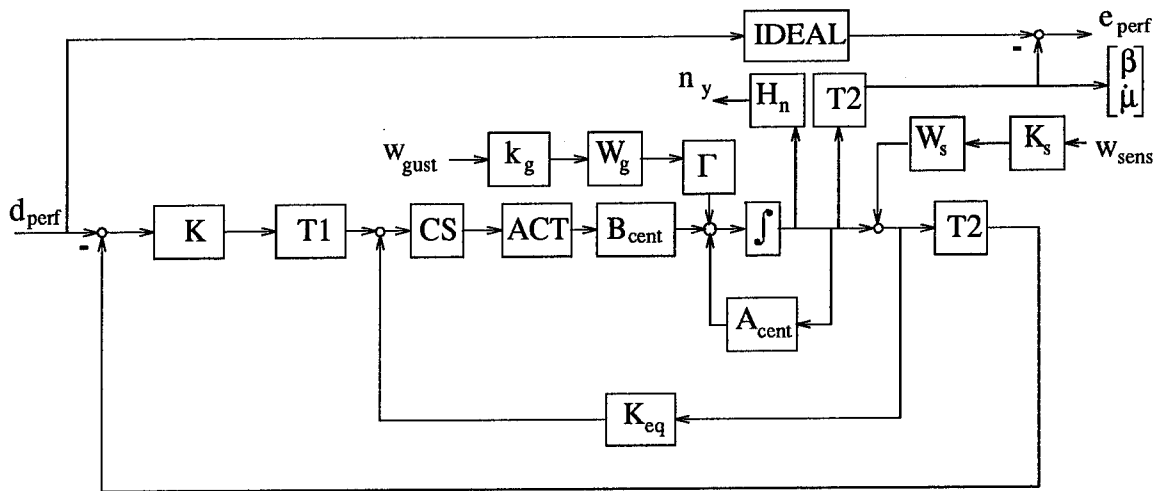 IDEAL
e_perf
-
n_y
H_n
T2
[β μ̇]
w_gust
k_g
W_g
Γ
W_s
K_s
w_sens
d_perf
-
K
T1
CS
ACT
B_cent
∫
T2
A_cent
K_eq